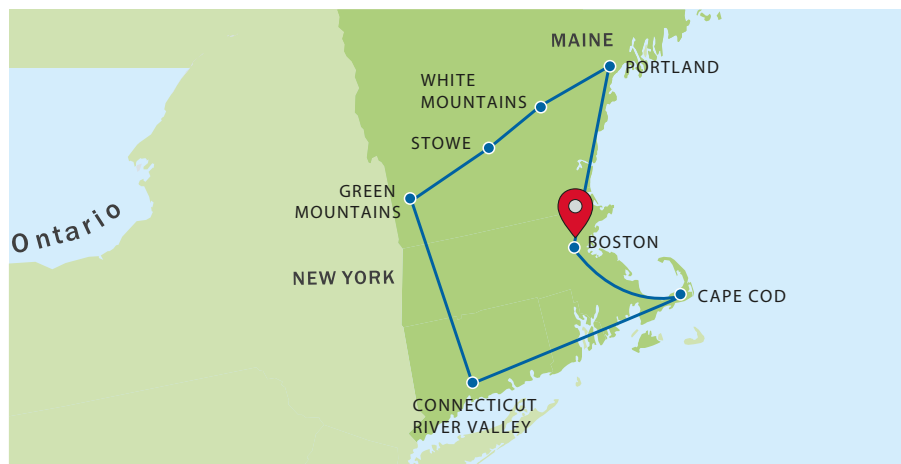 MAINE
PORTLAND
WHITE
MOUNTAINS
STOWE
GREEN
MOUNTAINS
Ontario
BOSTON
NEW YORK
CAPE COD
CONNECTICUT
RIVER VALLEY